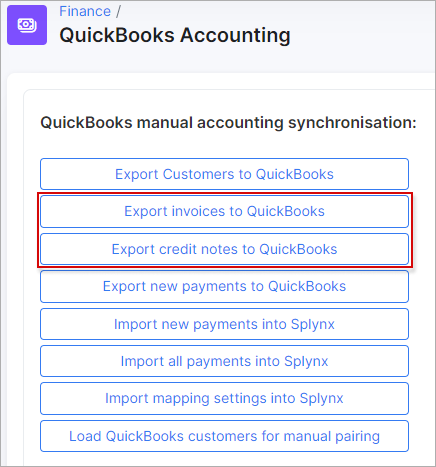 Finance /
QuickBooks Accounting
QuickBooks manual accounting synchronisation:
Export Customers to QuickBooks
Export invoices to QuickBooks
Export credit notes to QuickBooks
Export new payments to QuickBooks
Import new payments into Splynx
Import all payments into Splynx
Import mapping settings into Splynx
Load QuickBooks customers for manual pairing